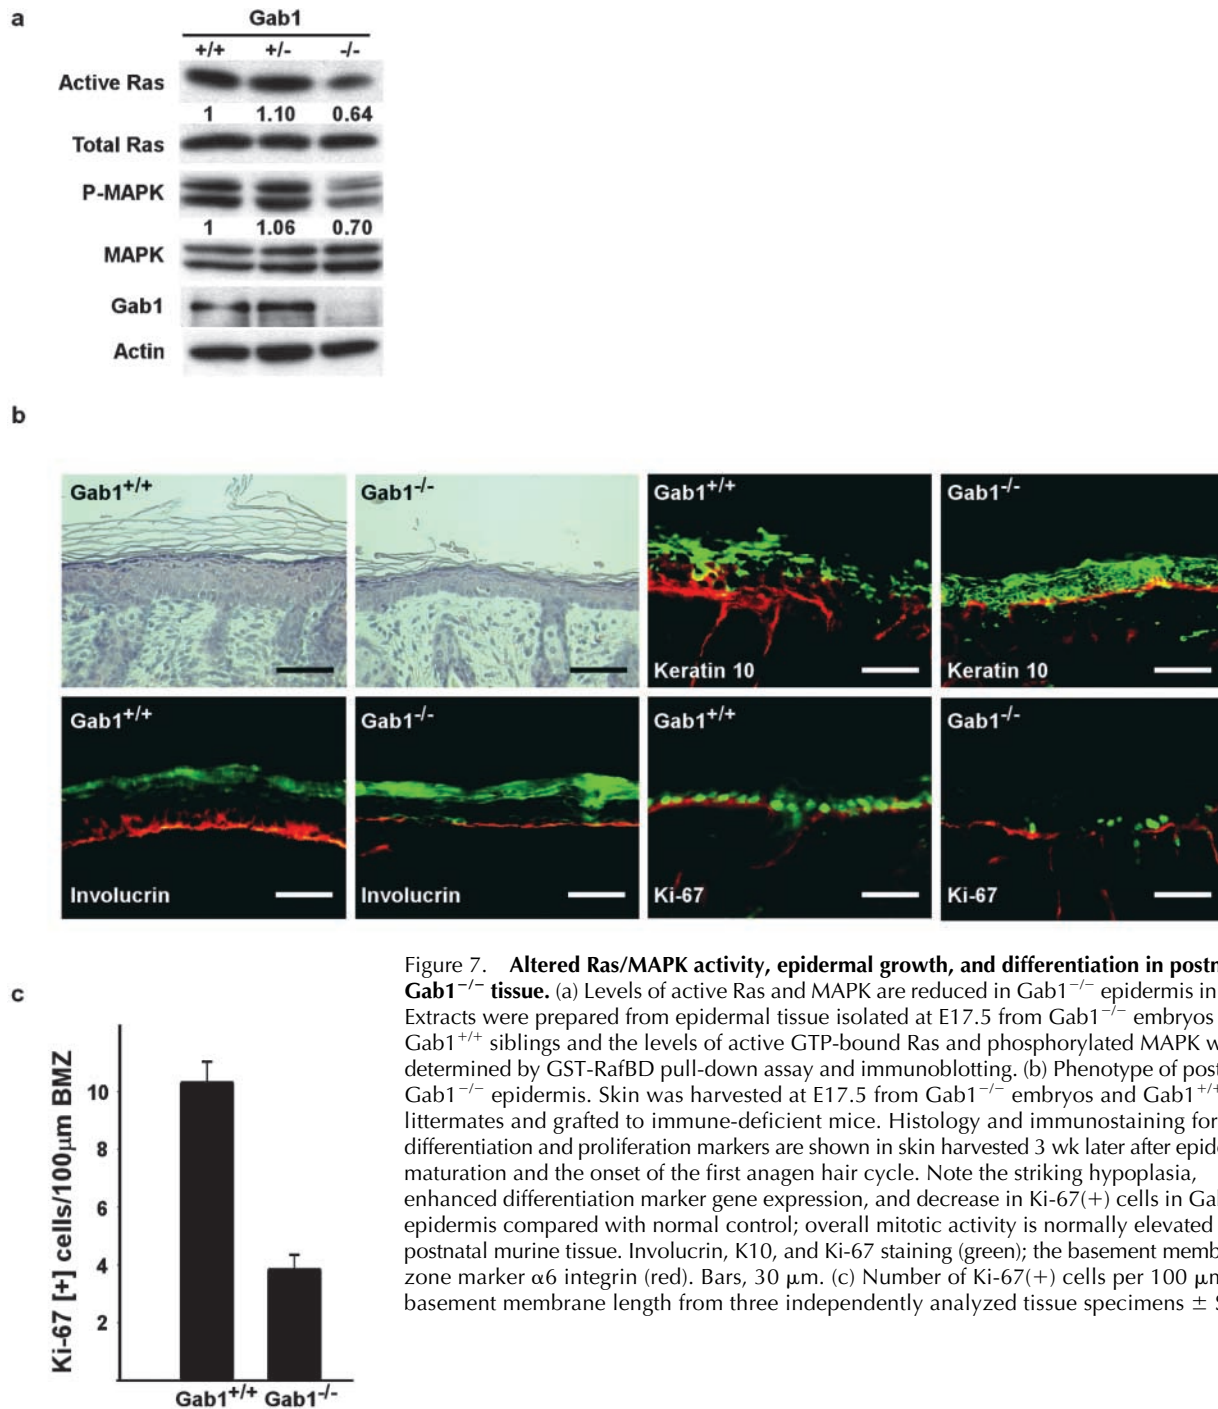 a
Gab1
+/+ +/- -/-
Active Ras
1 1.10 0.64
Total Ras
P-MAPK
1 1.06 0.70
MAPK
Gab1
Actin
b
Gab1+/+ Gab1-/- Gab1+/+ Gab1-/-
Keratin 10 Keratin 10
Gab1+/+ Gab1-/- Gab1+/+ Gab1-/-
Involucrin Involucrin Ki-67 Ki-67
c
Ki-67 [+] cells/100μm BMZ
10
8
6
4
2
Gab1+/+ Gab1-/-
Figure 7. Altered Ras/MAPK activity, epidermal growth, and differentiation in postn
Gab1−/− tissue. (a) Levels of active Ras and MAPK are reduced in Gab1−/− epidermis in
Extracts were prepared from epidermal tissue isolated at E17.5 from Gab1−/− embryos
Gab1+/+ siblings and the levels of active GTP-bound Ras and phosphorylated MAPK w
determined by GST-RafBD pull-down assay and immunoblotting. (b) Phenotype of post
Gab1−/− epidermis. Skin was harvested at E17.5 from Gab1−/− embryos and Gab1+/+
littermates and grafted to immune-deficient mice. Histology and immunostaining for
differentiation and proliferation markers are shown in skin harvested 3 wk later after epide
maturation and the onset of the first anagen hair cycle. Note the striking hypoplasia,
enhanced differentiation marker gene expression, and decrease in Ki-67(+) cells in Gab
epidermis compared with normal control; overall mitotic activity is normally elevated
postnatal murine tissue. Involucrin, K10, and Ki-67 staining (green); the basement memb
zone marker α6 integrin (red). Bars, 30 μm. (c) Number of Ki-67(+) cells per 100 μm
basement membrane length from three independently analyzed tissue specimens ± S